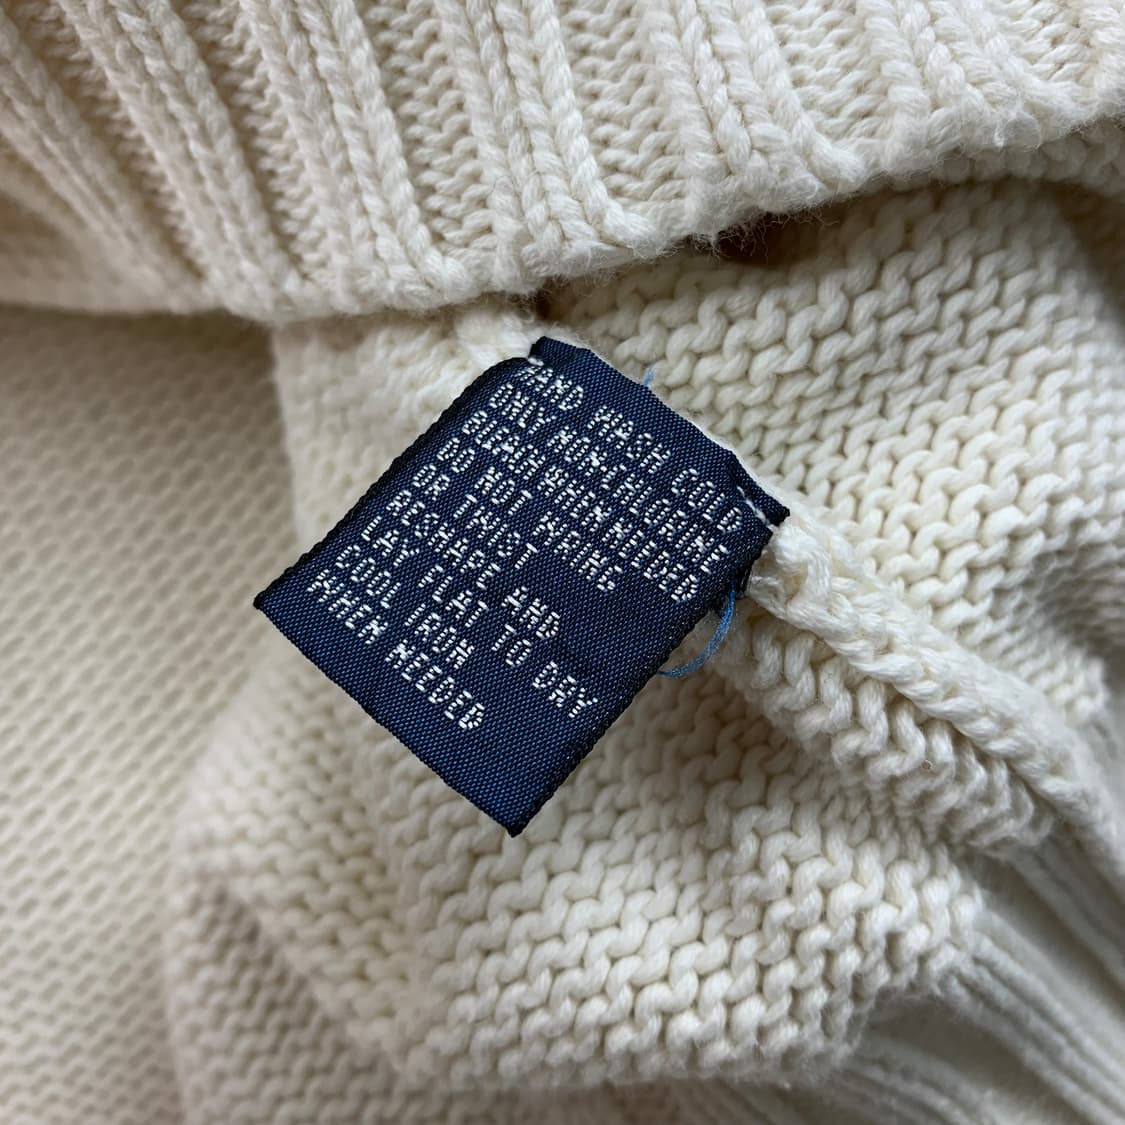 HAND WASH COLD
ONLY NON-CHLORINE
BLEACH WHEN NEEDED
DO NOT WRING
OR TWIST
RESHAPE AND
LAY FLAT TO DRY
COOL IRON
WHEN NEEDED